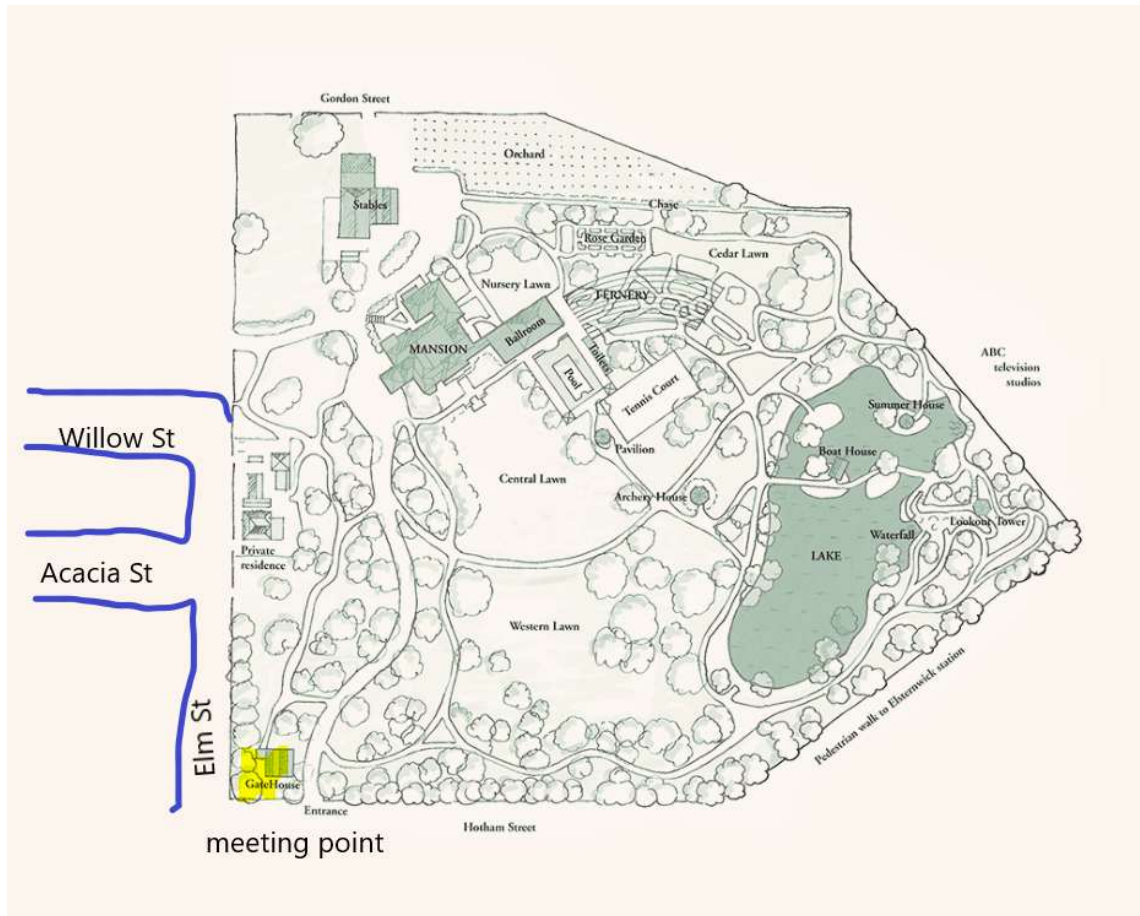 Gordon Street
Orchard
Stables
Chase
Rose Garden
Cedar Lawn
Nursery Lawn
FERNERY
Ballroom
MANSION
Toilets
Pool
Tennis Court
ABC
television
studios
Summer House
Willow St
Pavilion
Boat House
Central Lawn
Archery House
Lookout Tower
Waterfall
Private
residence
LAKE
Acacia St
Western Lawn
Elm St
Pedestrian walk to Elsternwick station
GateHouse
Entrance
Hotham Street
meeting point